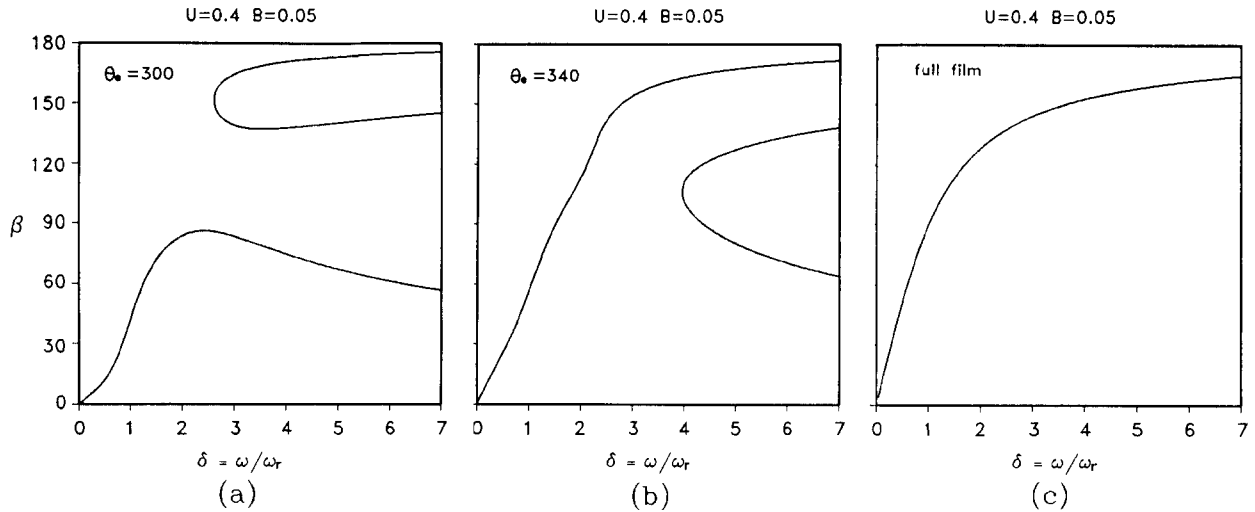 U=0.4 B=0.05
U=0.4 B=0.05
U=0.4 B=0.05
θe =300
θe =340
full film
180
150
120
90
60
30
0
β
0 1 2 3 4 5 6 7
0 1 2 3 4 5 6 7
0 1 2 3 4 5 6 7
δ = ω/ωr
δ = ω/ωr
δ = ω/ωr
(a)
(b)
(c)